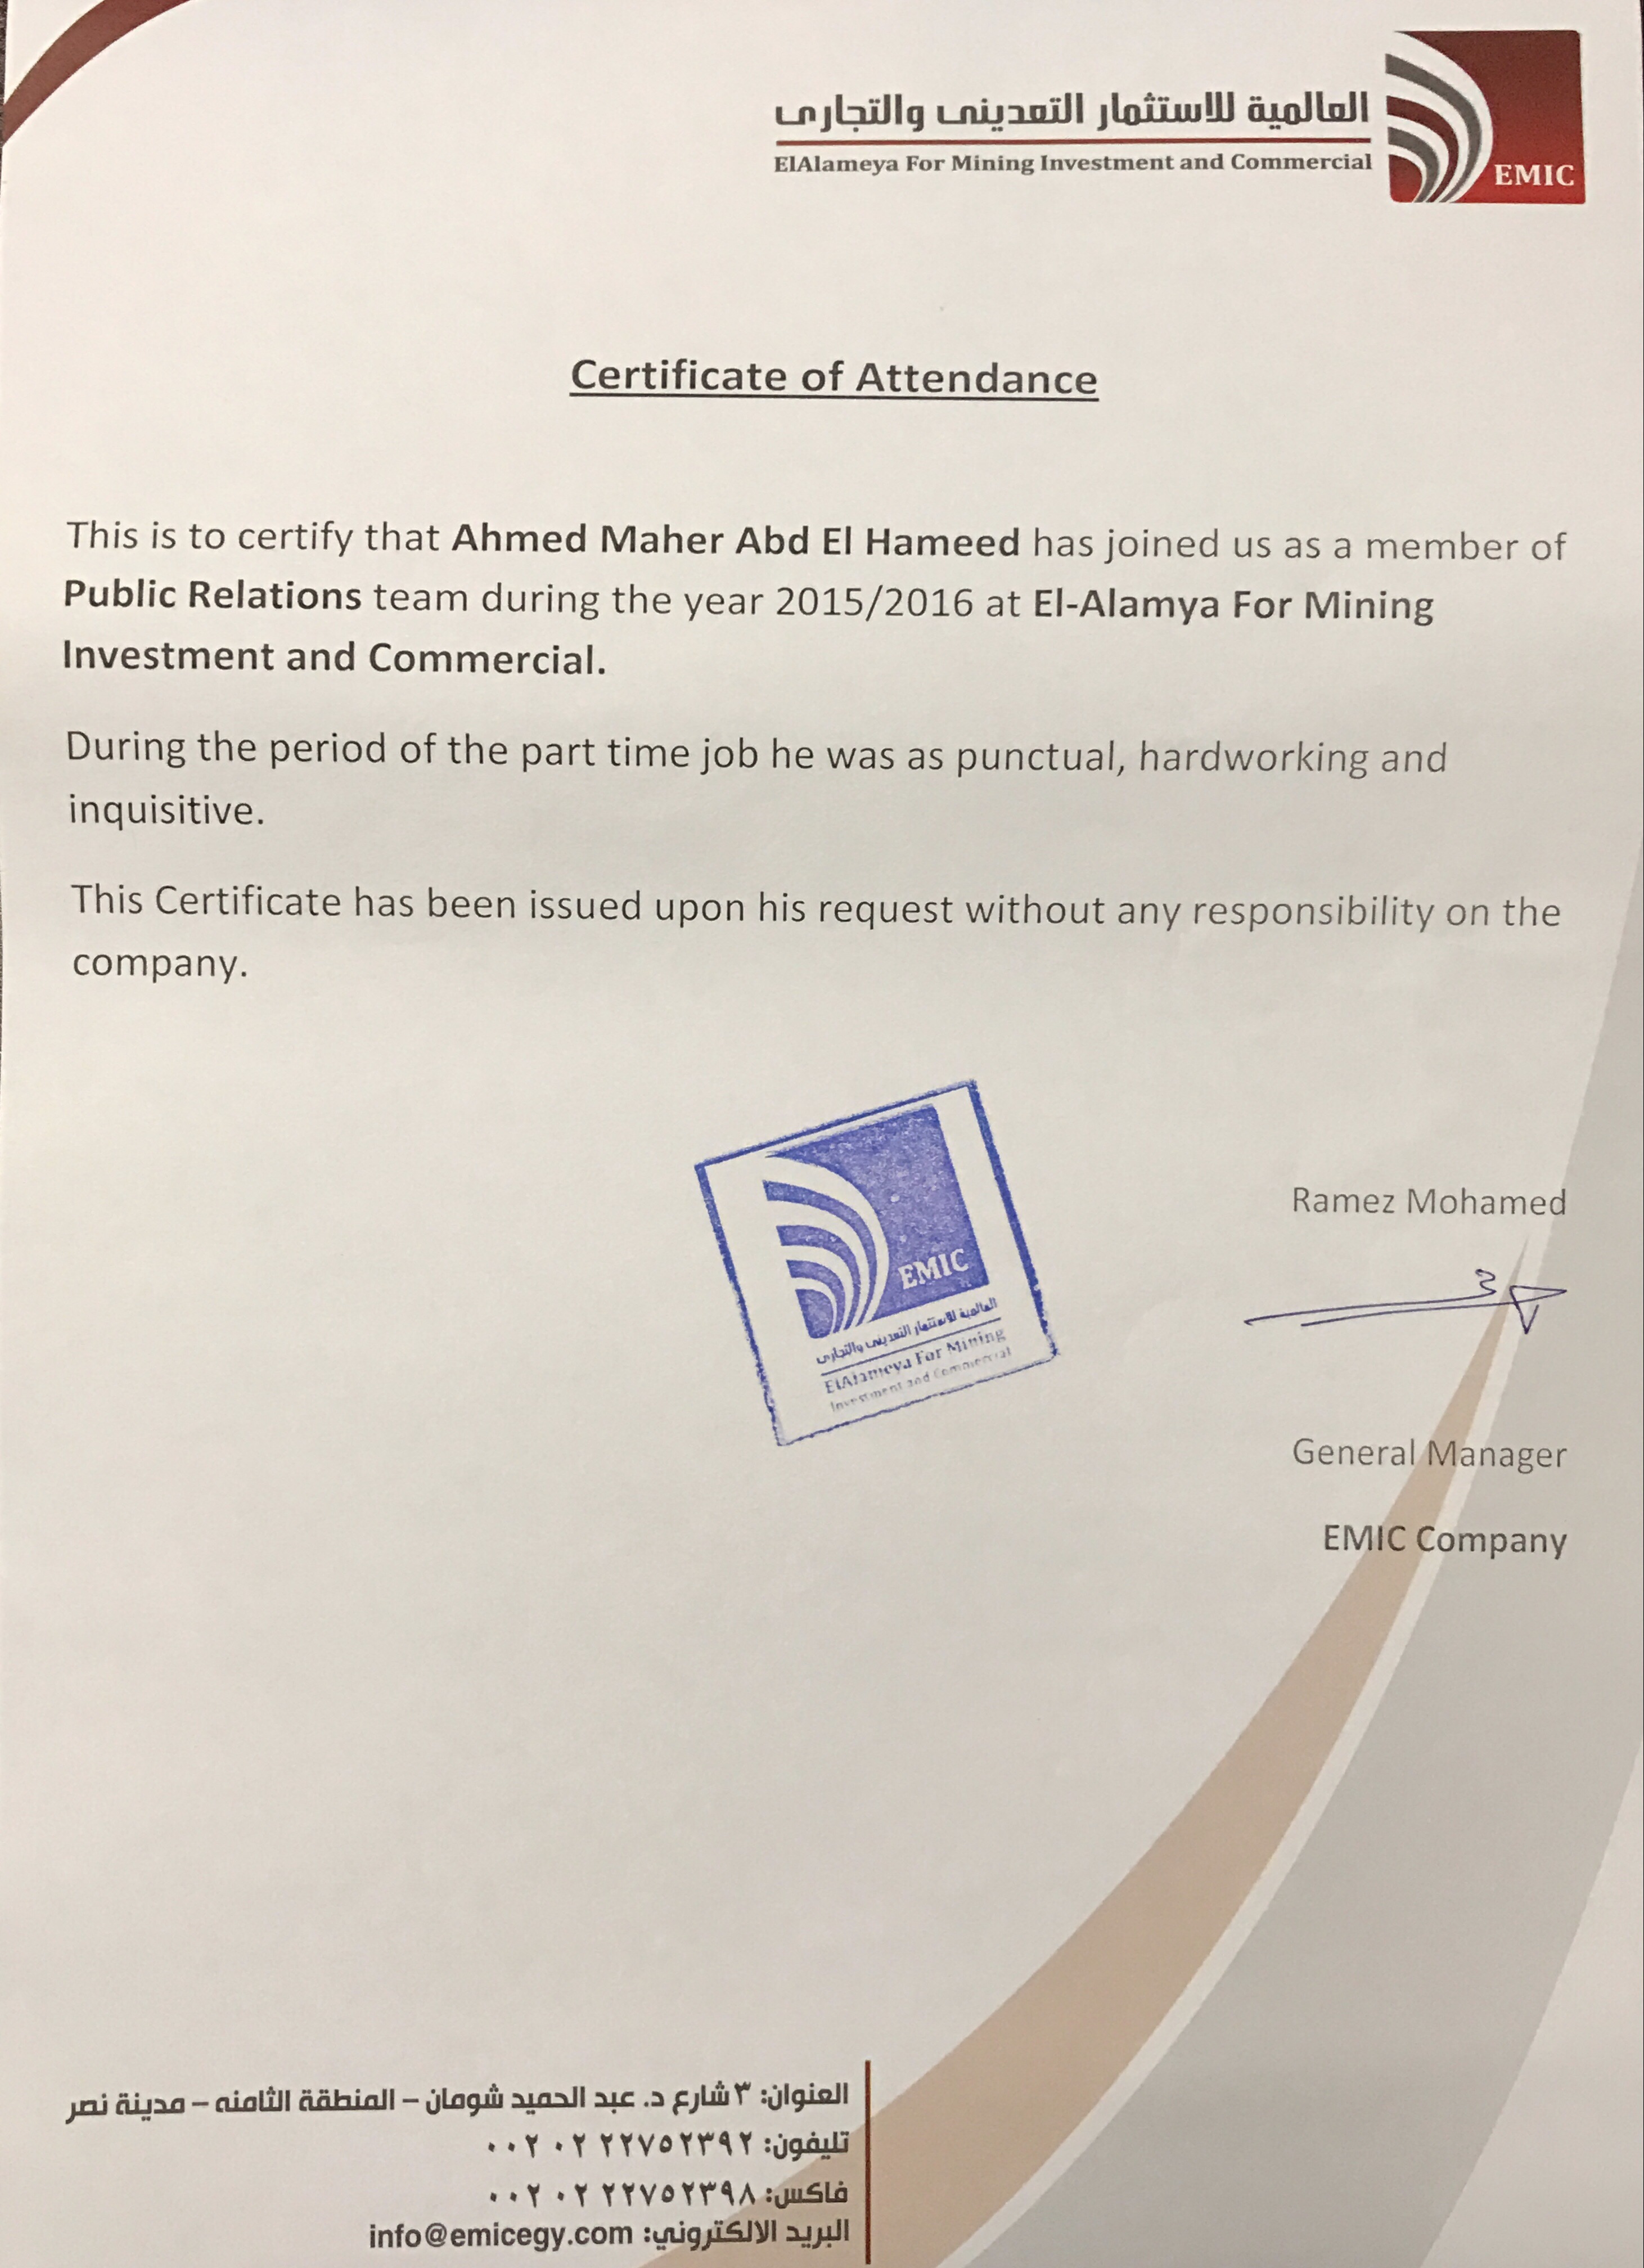 العالمية للاستثمار التعدينى والتجارى
ElAlameya For Mining Investment and Commercial
EMIC
Certificate of Attendance
This is to certify that Ahmed Maher Abd El Hameed has joined us as a member of
Public Relations team during the year 2015/2016 at El-Alamya For Mining
Investment and Commercial.
During the period of the part time job he was as punctual, hardworking and
inquisitive.
This Certificate has been issued upon his request without any responsibility on the
company.
EMIC
العالمية للاستثمار التعدينى والتجارى
ElAlameya For Mining
Investment and Commercial
Ramez Mohamed
General Manager
EMIC Company
العنوان: ٣ شارع د. عبد الحميد شومان – المنطقة الثامنه – مدينة نصر
تليفون: ٢٢٧٥٢٣٩٢ ٠٢ ٠٠٢
فاكس: ٢٢٧٥٢٣٩٨ ٠٢ ٠٠٢
البريد الالكتروني: info@emicegy.com